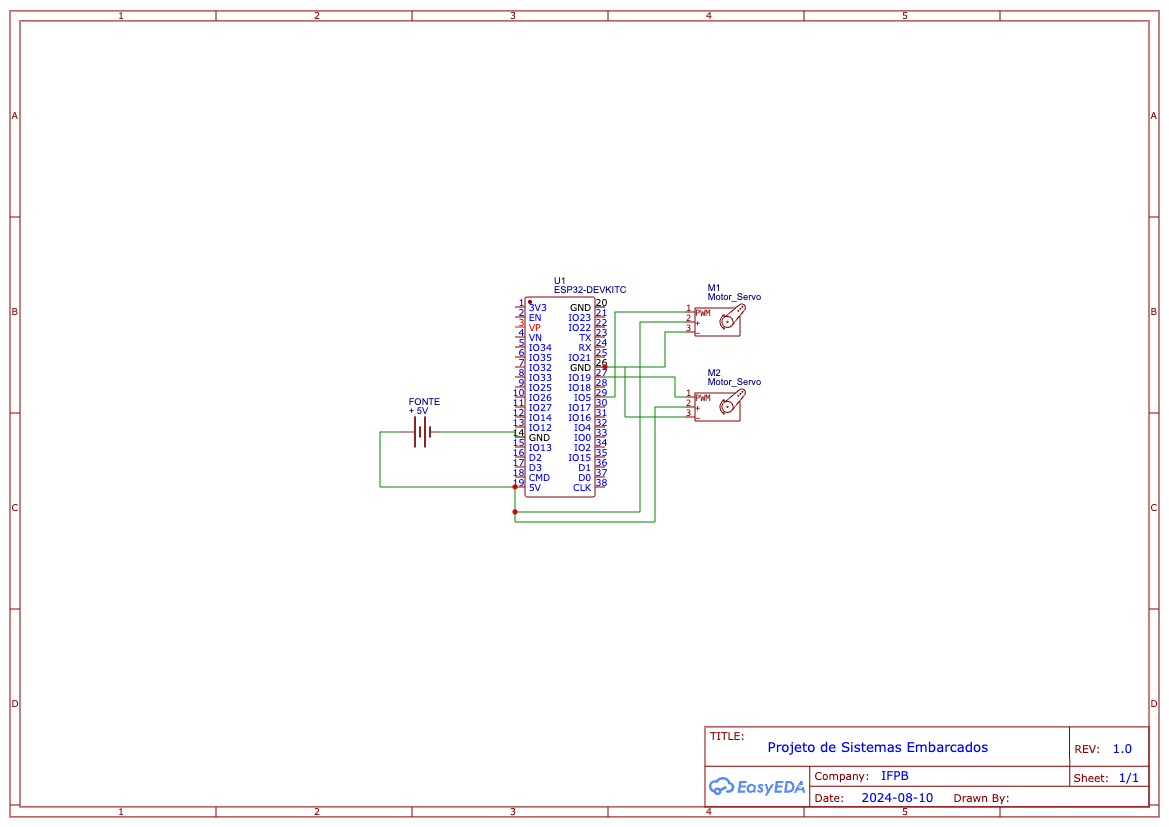 1 2 3 4 5
A A
B B
C C
D D
U1
ESP32-DEVKITC
1 3V3 GND 20
2 EN IO23 21
3 VP IO22 22
4 VN TX 23
5 IO34 RX 24
6 IO35 IO21 25
7 IO32 GND 26
8 IO33 IO19 27
9 IO25 IO18 28
10 IO26 IO5 29
11 IO27 IO17 30
12 IO14 IO16 31
13 IO12 IO4 32
14 GND IO0 33
15 IO13 IO2 34
16 D2 IO15 35
17 D3 D1 36
18 CMD D0 37
19 5V CLK 38
M1
Motor_Servo
1 PWM
2 +
3 -
M2
Motor_Servo
1 PWM
2 +
3 -
FONTE
+ 5V
TITLE:
Projeto de Sistemas Embarcados
REV: 1.0
EasyEDA
Company: IFPB
Sheet: 1/1
Date: 2024-08-10 Drawn By:
1 2 3 4 5